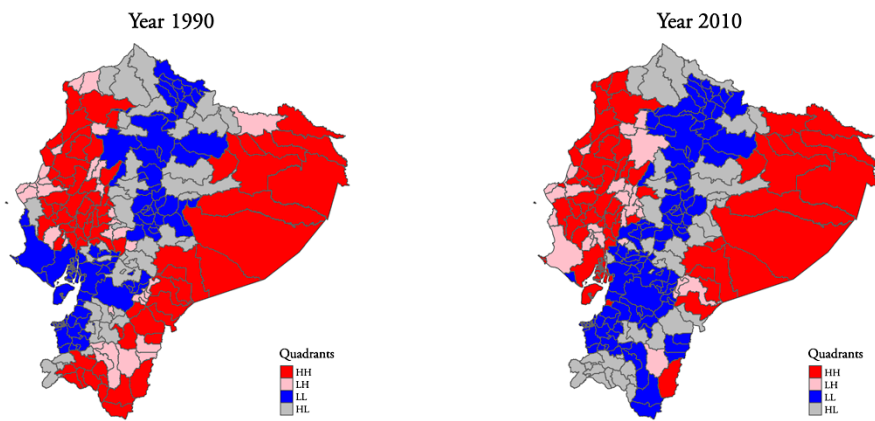 Year 1990
Quadrants
HH
LH
LL
HL
Year 2010
Quadrants
HH
LH
LL
HL